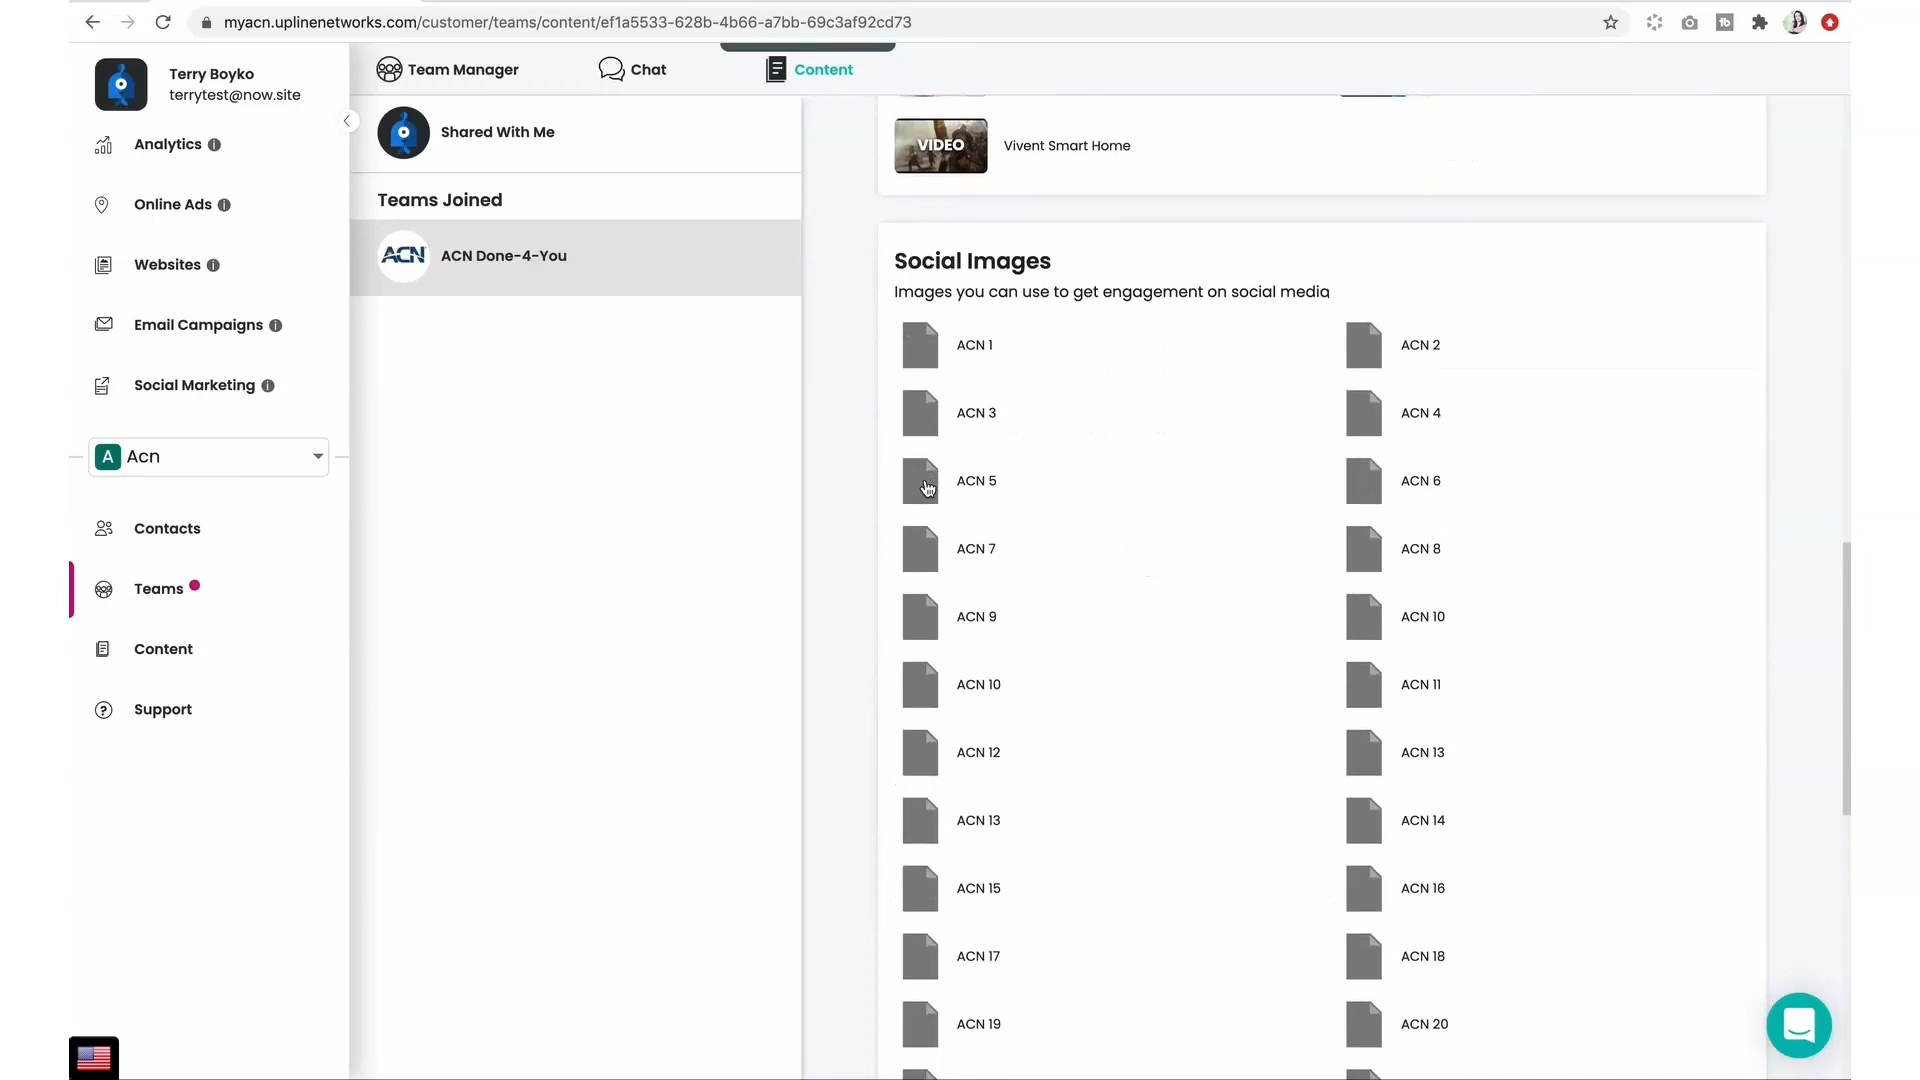 myacn.uplinenetworks.com/customer/teams/content/ef1a5533-628b-4b66-a7bb-69c3af92cd73
Terry Boyko
terrytest@now.site
Analytics
Online Ads
Websites
Email Campaigns
Social Marketing
A Acn
Contacts
Teams
Content
Support
Team Manager
Chat
Content
Shared With Me
Teams Joined
ACN ACN Done-4-You
VIDEO Vivent Smart Home
Social Images
Images you can use to get engagement on social media
ACN 1
ACN 2
ACN 3
ACN 4
ACN 5
ACN 6
ACN 7
ACN 8
ACN 9
ACN 10
ACN 10
ACN 11
ACN 12
ACN 13
ACN 13
ACN 14
ACN 15
ACN 16
ACN 17
ACN 18
ACN 19
ACN 20